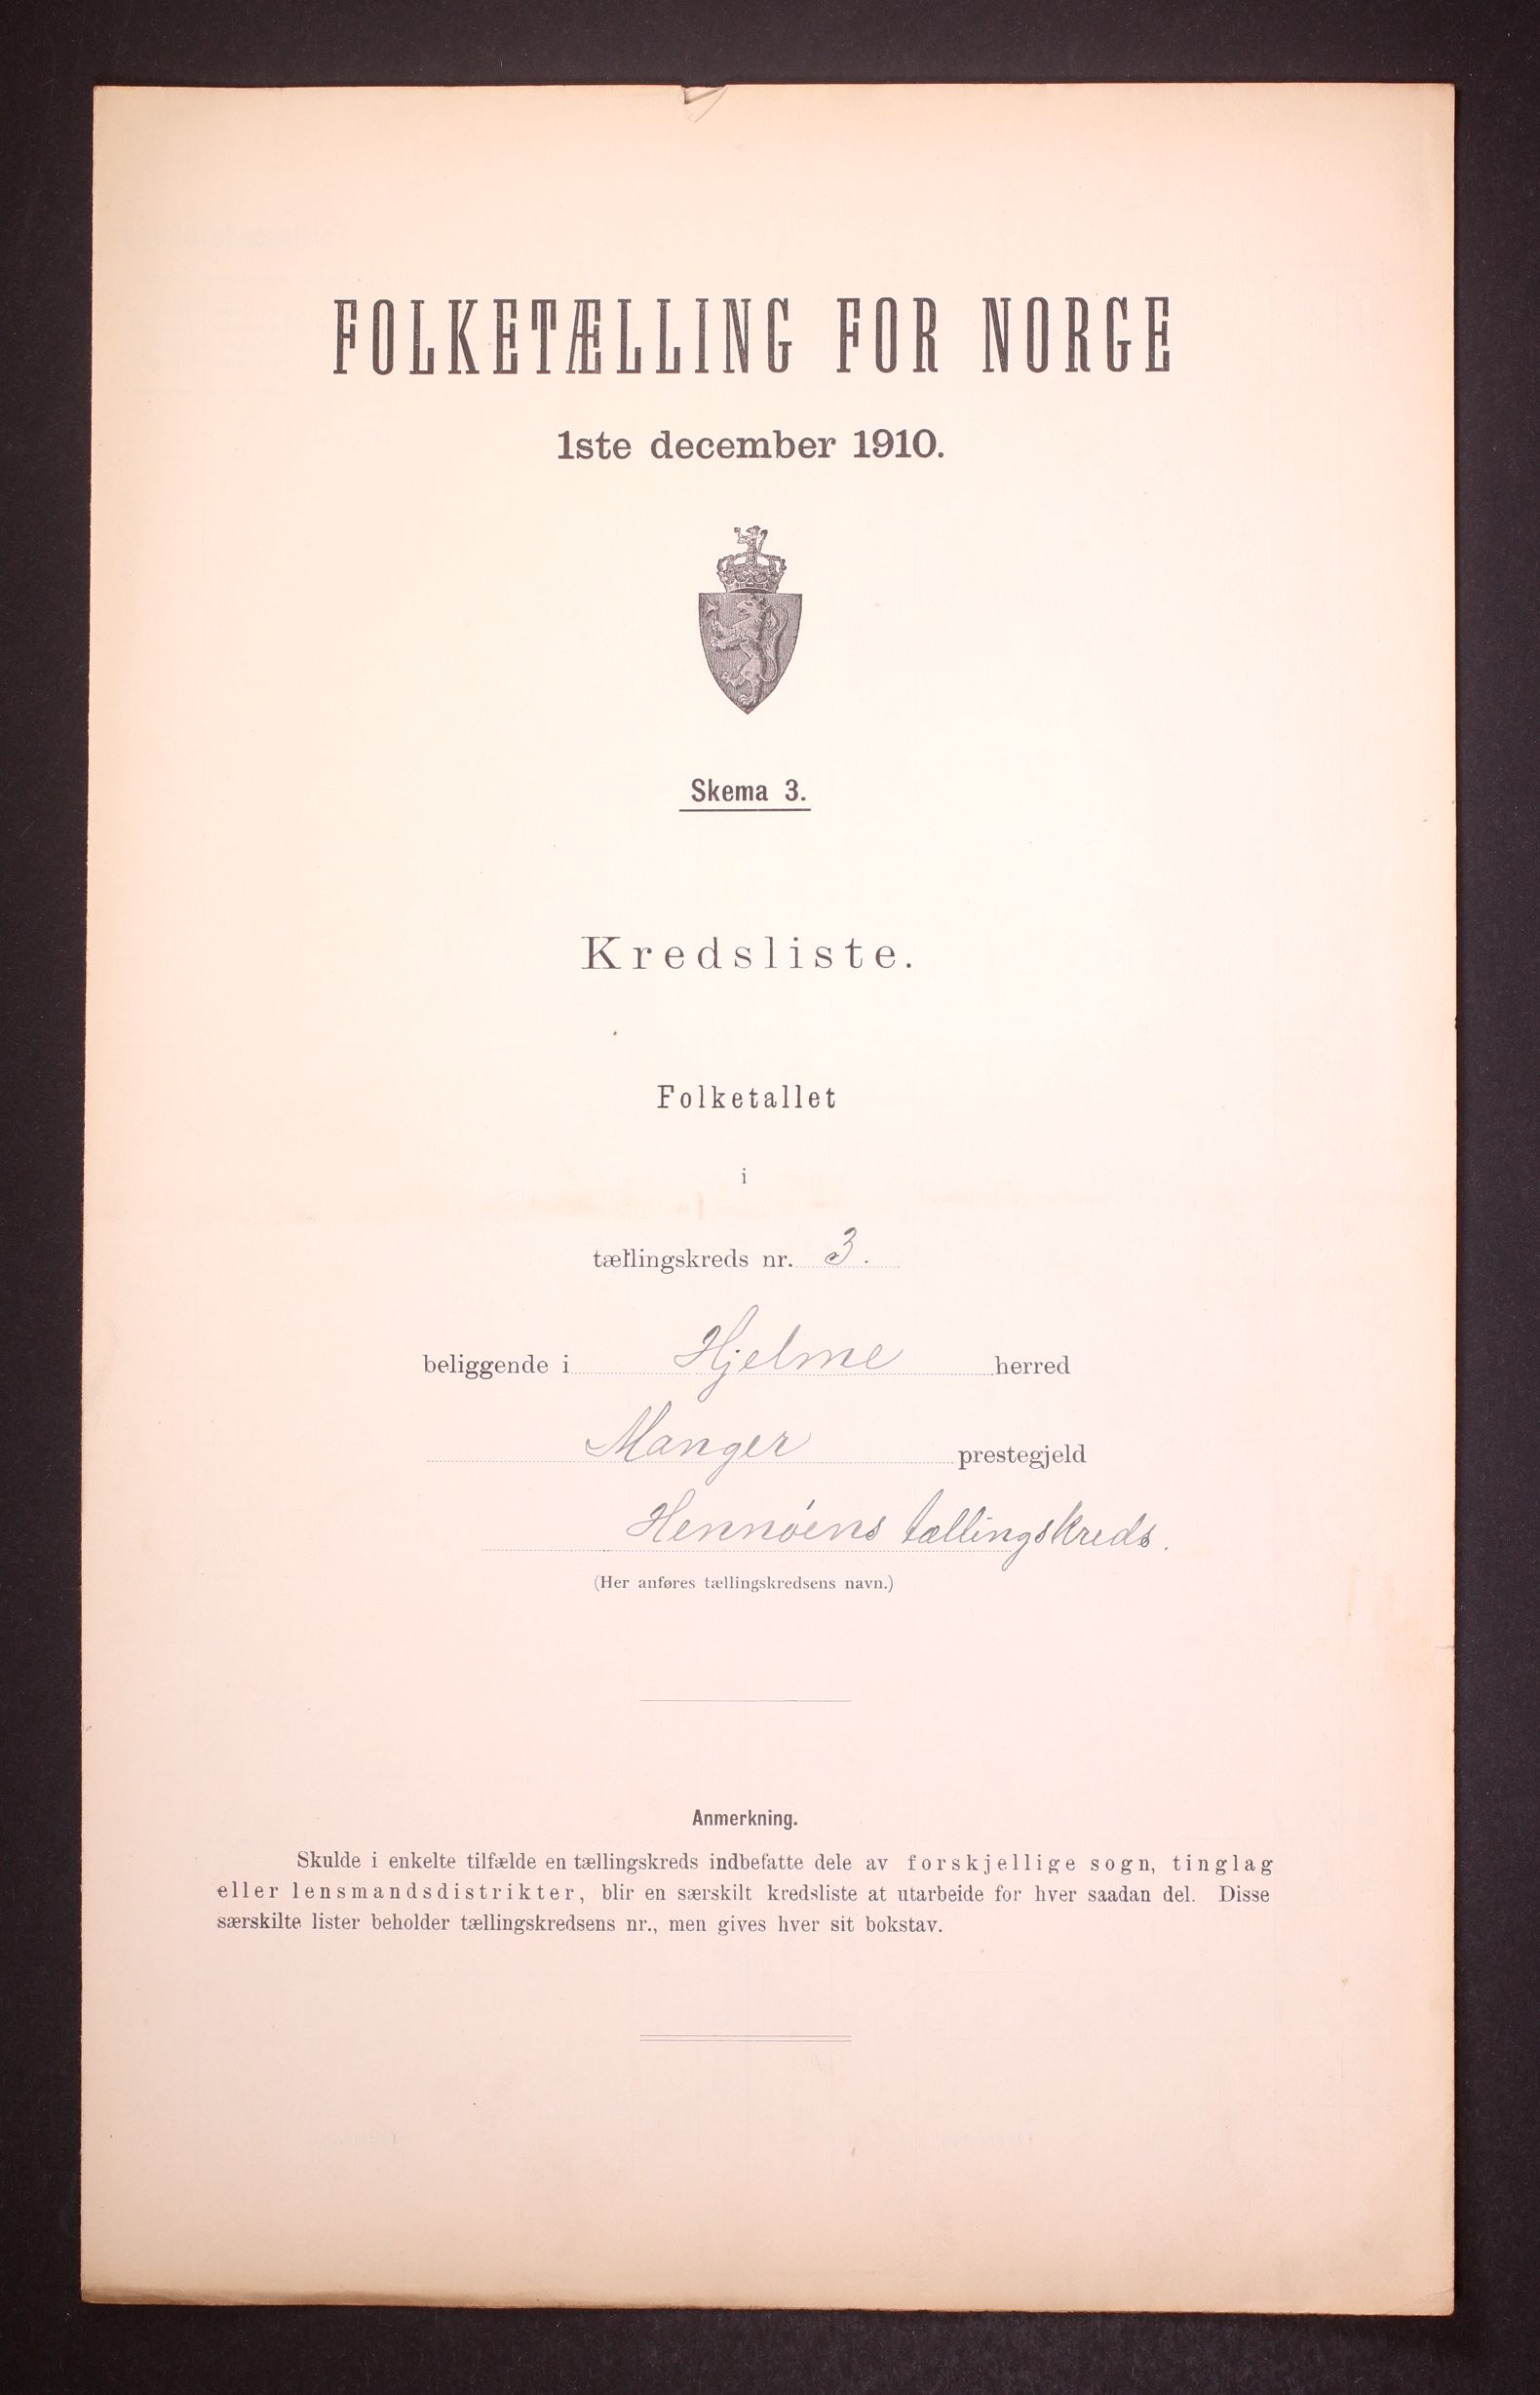 FOLKETÆLLING FOR NORGE
1ste december 1910.
Skema 3.
Kredsliste.
Folketallet
i
tællingskreds nr. 3.
beliggende i Hjelme herred
Manger prestegjeld
Hennøens tællingskreds.
(Her anføres tællingskredsens navn.)
Anmerkning.
Skulde i enkelte tilfælde en tællingskreds indbefatte dele av forskjellige sogn, tinglag
eller lensmandsdistrikter, blir en særskilt kredsliste at utarbeide for hver saadan del. Disse
særskilte lister beholder tællingskredsens nr., men gives hver sit bokstav.